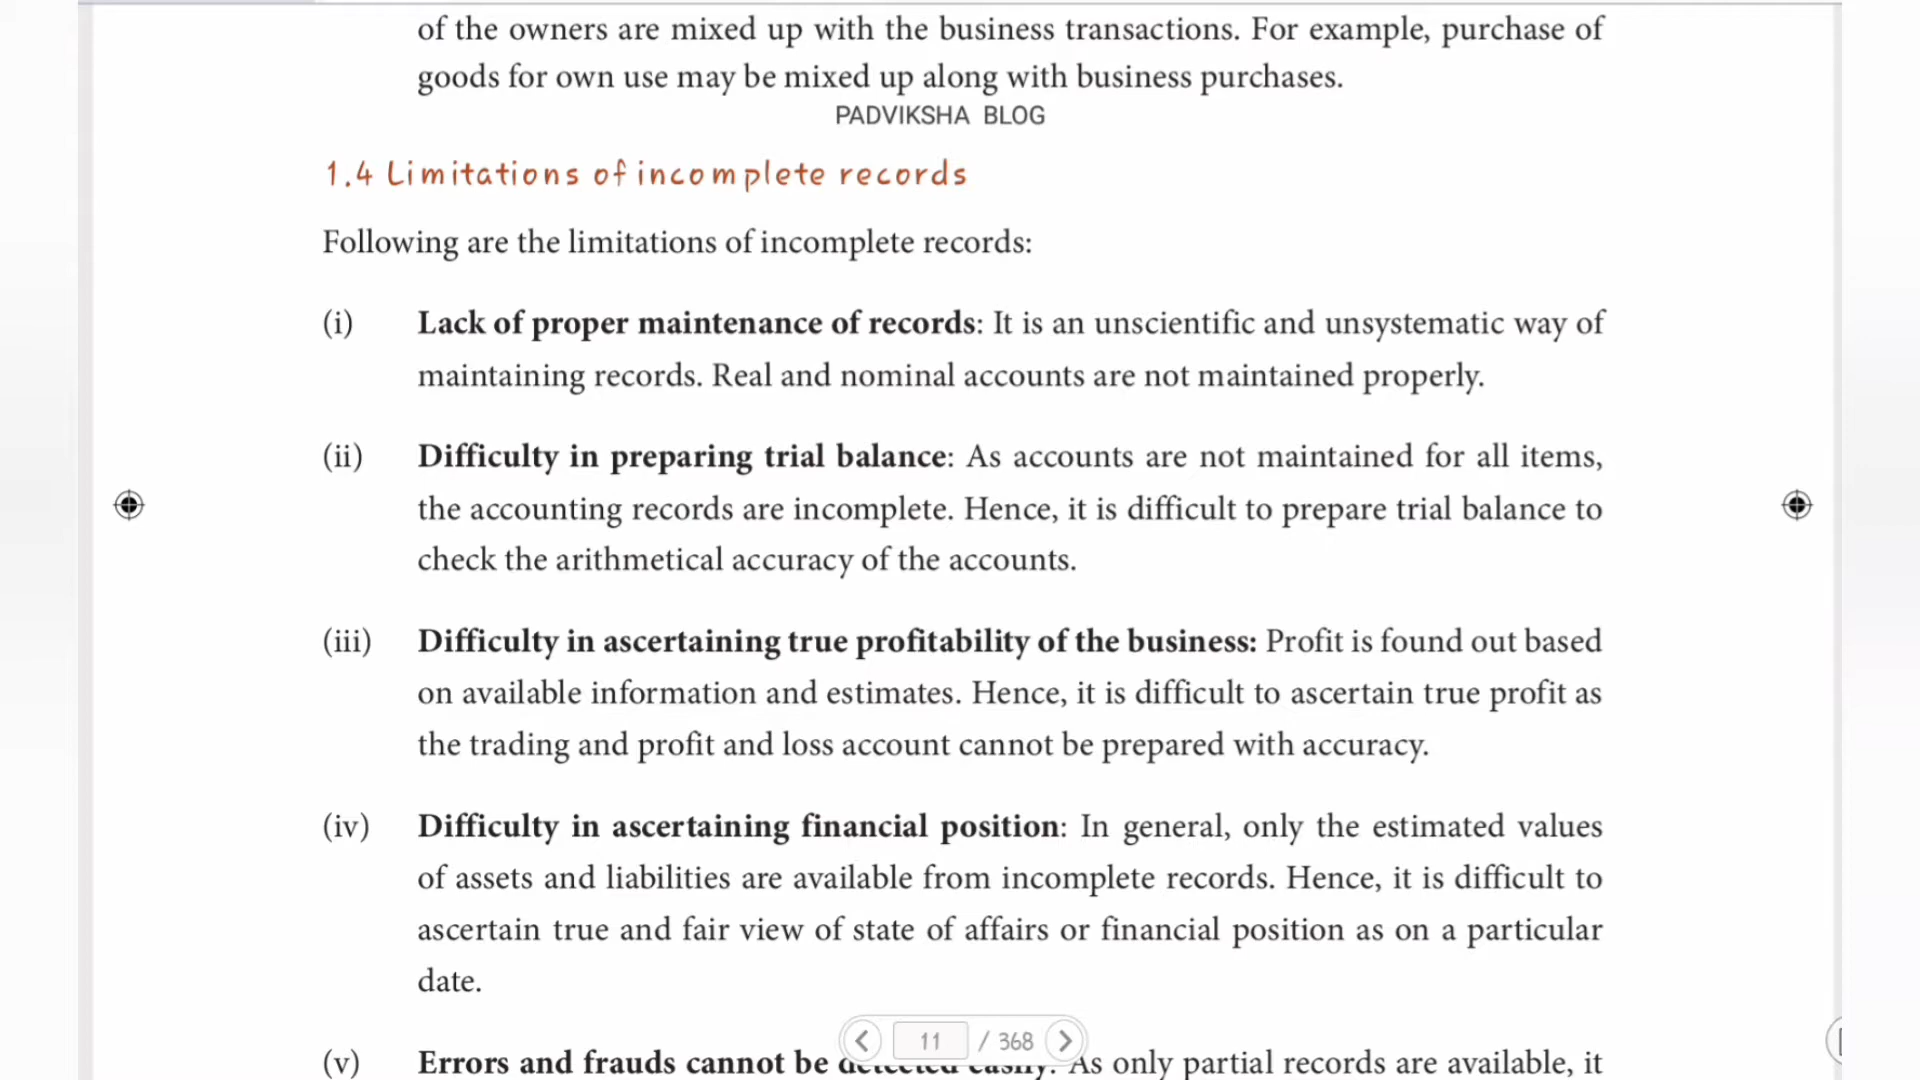 of the owners are mixed up with the business transactions. For example, purchase of
goods for own use may be mixed up along with business purchases.
PADVIKSHA BLOG
1.4 Limitations of incomplete records
Following are the limitations of incomplete records:
(i) Lack of proper maintenance of records: It is an unscientific and unsystematic way of
maintaining records. Real and nominal accounts are not maintained properly.
(ii) Difficulty in preparing trial balance: As accounts are not maintained for all items,
the accounting records are incomplete. Hence, it is difficult to prepare trial balance to
check the arithmetical accuracy of the accounts.
(iii) Difficulty in ascertaining true profitability of the business: Profit is found out based
on available information and estimates. Hence, it is difficult to ascertain true profit as
the trading and profit and loss account cannot be prepared with accuracy.
(iv) Difficulty in ascertaining financial position: In general, only the estimated values
of assets and liabilities are available from incomplete records. Hence, it is difficult to
ascertain true and fair view of state of affairs or financial position as on a particular
date.
11 / 368
(v) Errors and frauds cannot be detected easily: As only partial records are available, it